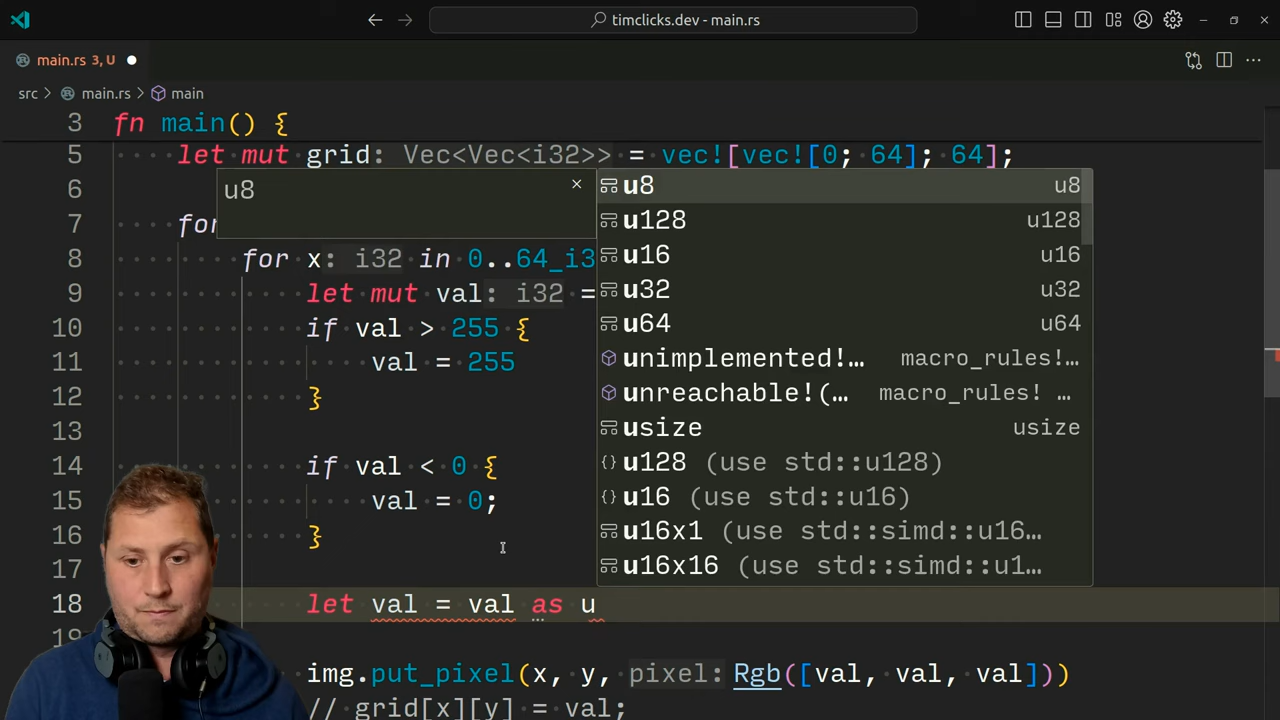 timclicks.dev - main.rs
main.rs 3, U
src > main.rs > main
3 fn main() {
5 let mut grid: Vec<Vec<i32>> = vec![vec![0; 64]; 64];
6
7 for
8 for x: i32 in 0..64_i3
9 let mut val: i32 =
10 if val > 255 {
11 val = 255
12 }
13
14 if val < 0 {
15 val = 0;
16 }
17
18 let val = val as u
img.put_pixel(x, y, pixel: Rgb([val, val, val]))
// grid[x][y] = val;
u8
u8 u8
u128 u128
u16 u16
u32 u32
u64 u64
unimplemented!… macro_rules!…
unreachable!(… macro_rules! …
usize usize
u128 (use std::u128)
u16 (use std::u16)
u16x1 (use std::simd::u16…
u16x16 (use std::simd::u1…